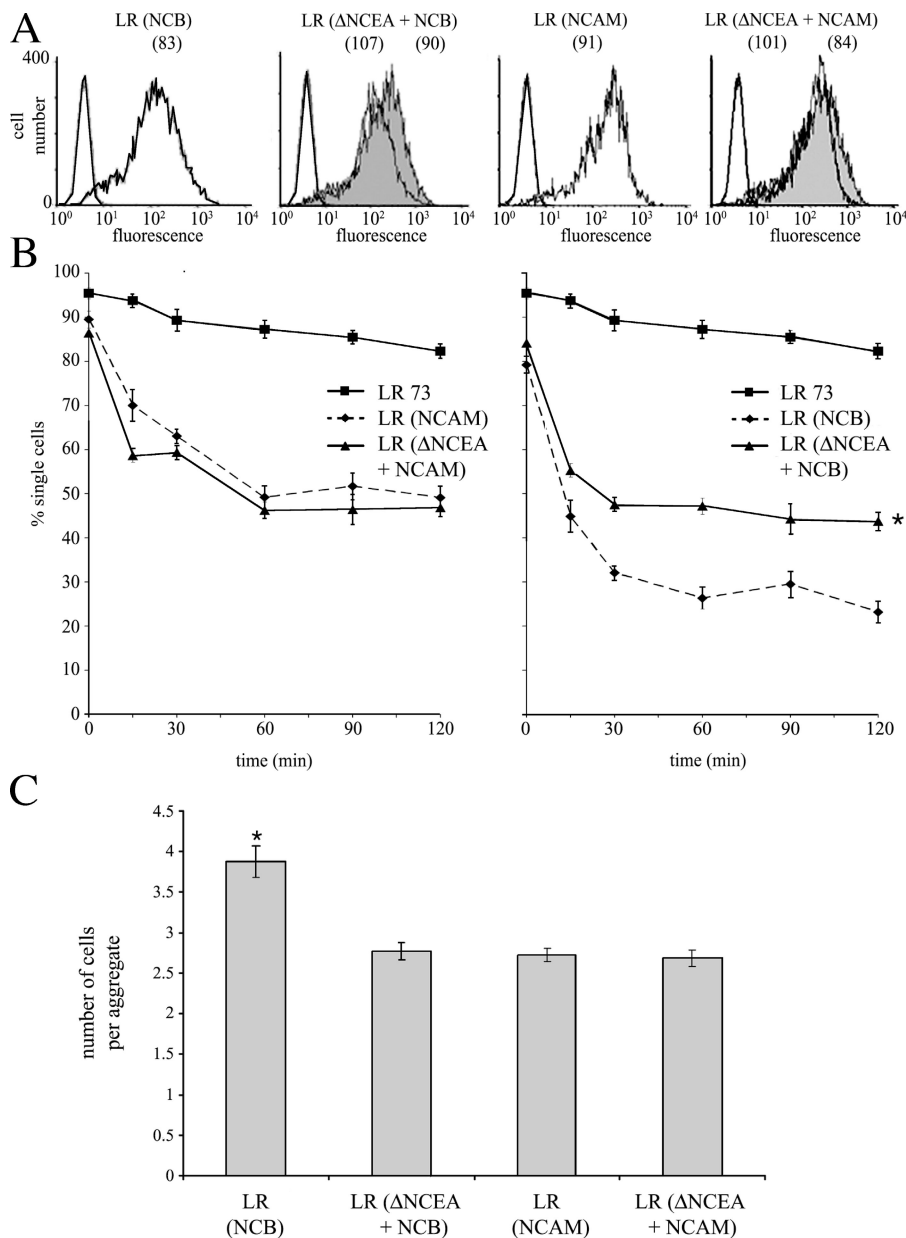 A
LR (NCB)
(83)
LR (ΔNCEA + NCB)
(107) (90)
LR (NCAM)
(91)
LR (ΔNCEA + NCAM)
(101) (84)
cell number
400
0
10⁰ 10¹ 10² 10³ 10⁴
fluorescence
10⁰ 10¹ 10² 10³ 10⁴
fluorescence
10⁰ 10¹ 10² 10³ 10⁴
fluorescence
10⁰ 10¹ 10² 10³ 10⁴
fluorescence
B
% single cells
100
90
80
70
60
50
40
30
20
10
0
LR 73
LR (NCAM)
LR (ΔNCEA
+ NCAM)
0 30 60 90 120
time (min)
LR 73
LR (NCB)
LR (ΔNCEA
+ NCB)
*
0 30 60 90 120
time (min)
C
number of cells
per aggregate
4.5
4
3.5
3
2.5
2
1.5
1
0.5
0
*
LR
(NCB)
LR (ΔNCEA
+ NCB)
LR
(NCAM)
LR (ΔNCEA
+ NCAM)